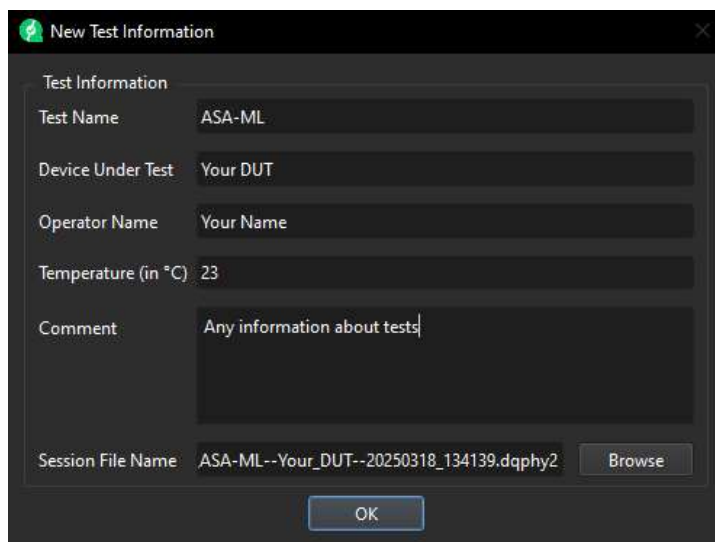 New Test Information
Test Information
Test Name ASA-ML
Device Under Test Your DUT
Operator Name Your Name
Temperature (in °C) 23
Comment Any information about tests
Session File Name ASA-ML--Your_DUT--20250318_134139.dqphy2 Browse
OK